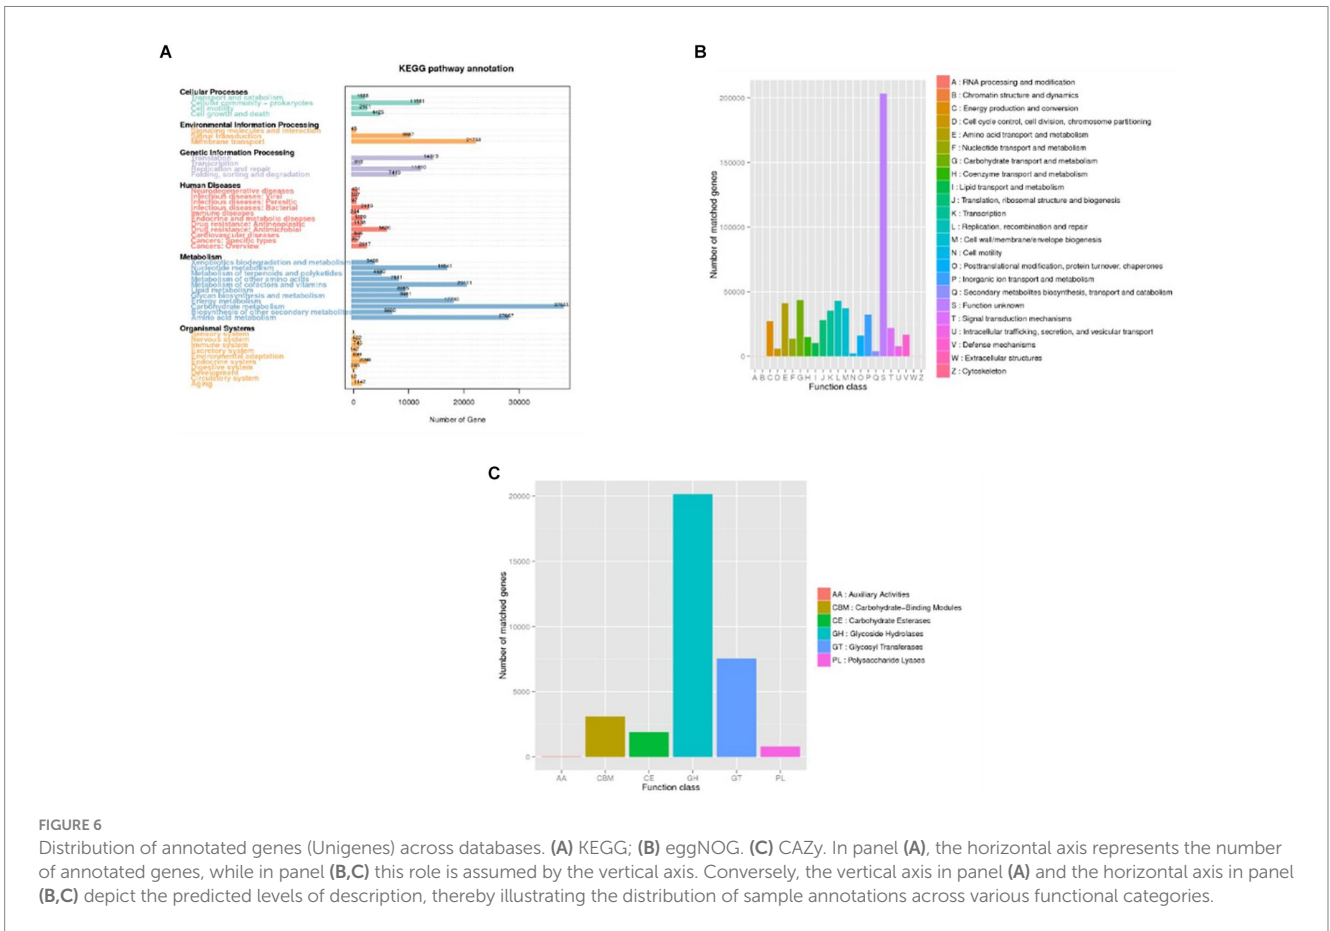 A
KEGG pathway annotation
Cellular Processes
Transport and catabolism
Cellular community - prokaryotes
Cell motility
Cell growth and death
Environmental Information Processing
Signaling molecules and interaction
Signal transduction
Membrane transport
Genetic Information Processing
Translation
Transcription
Replication and repair
Folding, sorting and degradation
Human Diseases
Neurodegenerative diseases
Infectious diseases: Viral
Infectious diseases: Parasitic
Infectious diseases: Bacterial
Immune diseases
Endocrine and metabolic diseases
Drug resistance: Antineoplastic
Drug resistance: Antimicrobial
Cardiovascular diseases
Cancers: Specific types
Cancers: Overview
Metabolism
Xenobiotics biodegradation and metabolism
Nucleotide metabolism
Metabolism of terpenoids and polyketides
Metabolism of other amino acids
Metabolism of cofactors and vitamins
Lipid metabolism
Glycan biosynthesis and metabolism
Energy metabolism
Carbohydrate metabolism
Biosynthesis of other secondary metabolites
Amino acid metabolism
Organismal Systems
Sensory system
Nervous system
Immune system
Excretory system
Environmental adaptation
Endocrine system
Digestive system
Development
Circulatory system
Aging
0 10000 20000 30000
Number of Gene
B
Number of matched genes
200000
150000
100000
50000
0
A B C D E F G H I J K L M N O P Q S T U V W Z
Function class
A : RNA processing and modification
B : Chromatin structure and dynamics
C : Energy production and conversion
D : Cell cycle control, cell division, chromosome partitioning
E : Amino acid transport and metabolism
F : Nucleotide transport and metabolism
G : Carbohydrate transport and metabolism
H : Coenzyme transport and metabolism
I : Lipid transport and metabolism
J : Translation, ribosomal structure and biogenesis
K : Transcription
L : Replication, recombination and repair
M : Cell wall/membrane/envelope biogenesis
N : Cell motility
O : Posttranslational modification, protein turnover, chaperones
P : Inorganic ion transport and metabolism
Q : Secondary metabolites biosynthesis, transport and catabolism
S : Function unknown
T : Signal transduction mechanisms
U : Intracellular trafficking, secretion, and vesicular transport
V : Defense mechanisms
W : Extracellular structures
Z : Cytoskeleton
C
Number of matched genes
20000
15000
10000
5000
0
AA CBM CE GH GT PL
Function class
AA : Auxiliary Activities
CBM : Carbohydrate-Binding Modules
CE : Carbohydrate Esterases
GH : Glycoside Hydrolases
GT : Glycosyl Transferases
PL : Polysaccharide Lyases
FIGURE 6
Distribution of annotated genes (Unigenes) across databases. (A) KEGG; (B) eggNOG. (C) CAZy. In panel (A), the horizontal axis represents the number
of annotated genes, while in panel (B,C) this role is assumed by the vertical axis. Conversely, the vertical axis in panel (A) and the horizontal axis in panel
(B,C) depict the predicted levels of description, thereby illustrating the distribution of sample annotations across various functional categories.